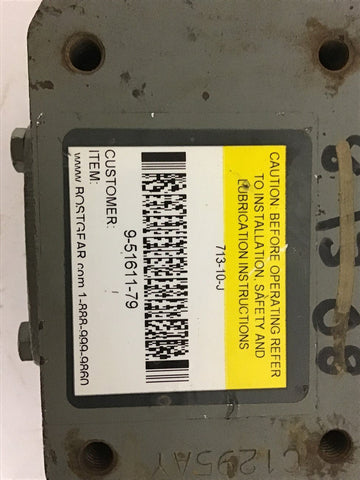 CAUTION: BEFORE OPERATING REFER
TO INSTALLATION, SAFETY AND
LUBRICATION INSTRUCTIONS
713-10-J
9-51611-79
CUSTOMER:
ITEM:
www.BOSTGEAR.com 1-888-999-9860
C1295AY